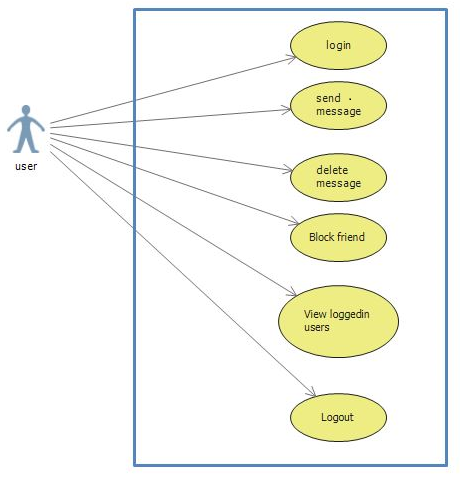 login
send ·
message
user
delete
message
Block friend
View loggedin
users
Logout